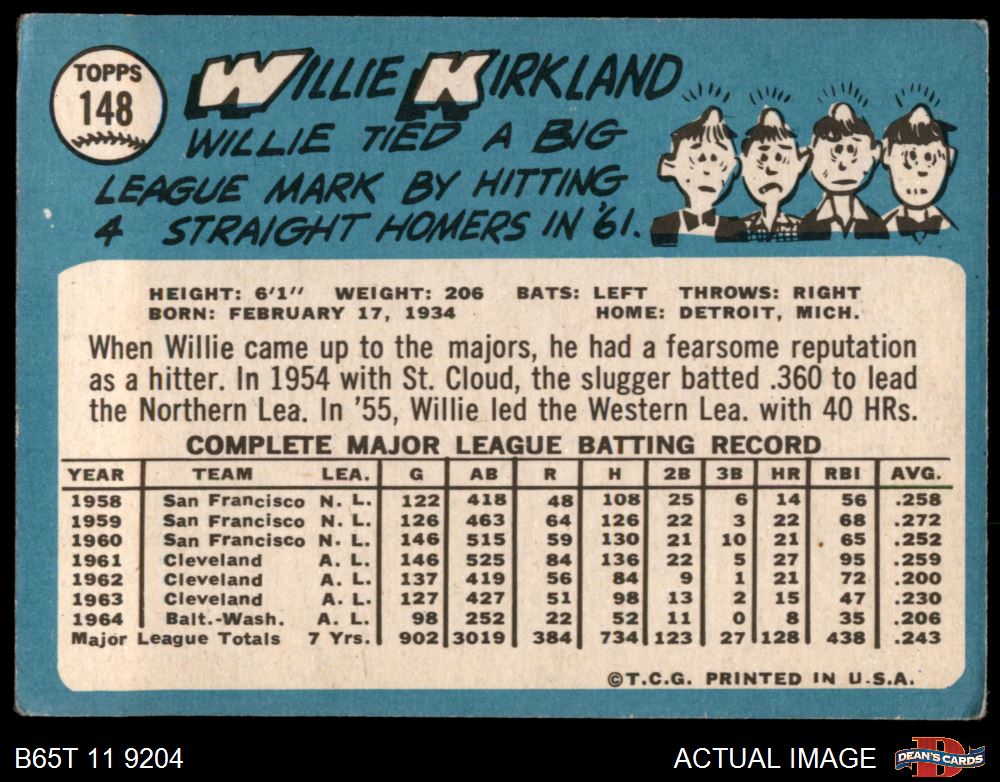 TOPPS
148
WILLIE KIRKLAND
WILLIE TIED A BIG
LEAGUE MARK BY HITTING
4 STRAIGHT HOMERS IN '61.
HEIGHT: 6'1" WEIGHT: 206 BATS: LEFT THROWS: RIGHT
BORN: FEBRUARY 17, 1934 HOME: DETROIT, MICH.
When Willie came up to the majors, he had a fearsome reputation
as a hitter. In 1954 with St. Cloud, the slugger batted .360 to lead
the Northern Lea. In '55, Willie led the Western Lea. with 40 HRs.
COMPLETE MAJOR LEAGUE BATTING RECORD
YEAR TEAM LEA. G AB R H 2B 3B HR RBI AVG.
1958 San Francisco N. L. 122 418 48 108 25 6 14 56 .258
1959 San Francisco N. L. 126 463 64 126 22 3 22 68 .272
1960 San Francisco N. L. 146 515 59 130 21 10 21 65 .252
1961 Cleveland A. L. 146 525 84 136 22 5 27 95 .259
1962 Cleveland A. L. 137 419 56 84 9 1 21 72 .200
1963 Cleveland A. L. 127 427 51 98 13 2 15 47 .230
1964 Balt.-Wash. A. L. 98 252 22 52 11 0 8 35 .206
Major League Totals 7 Yrs. 902 3019 384 734 123 27 128 438 .243
©T.C.G. PRINTED IN U.S.A.
B65T 11 9204 ACTUAL IMAGE D DEAN'S CARDS